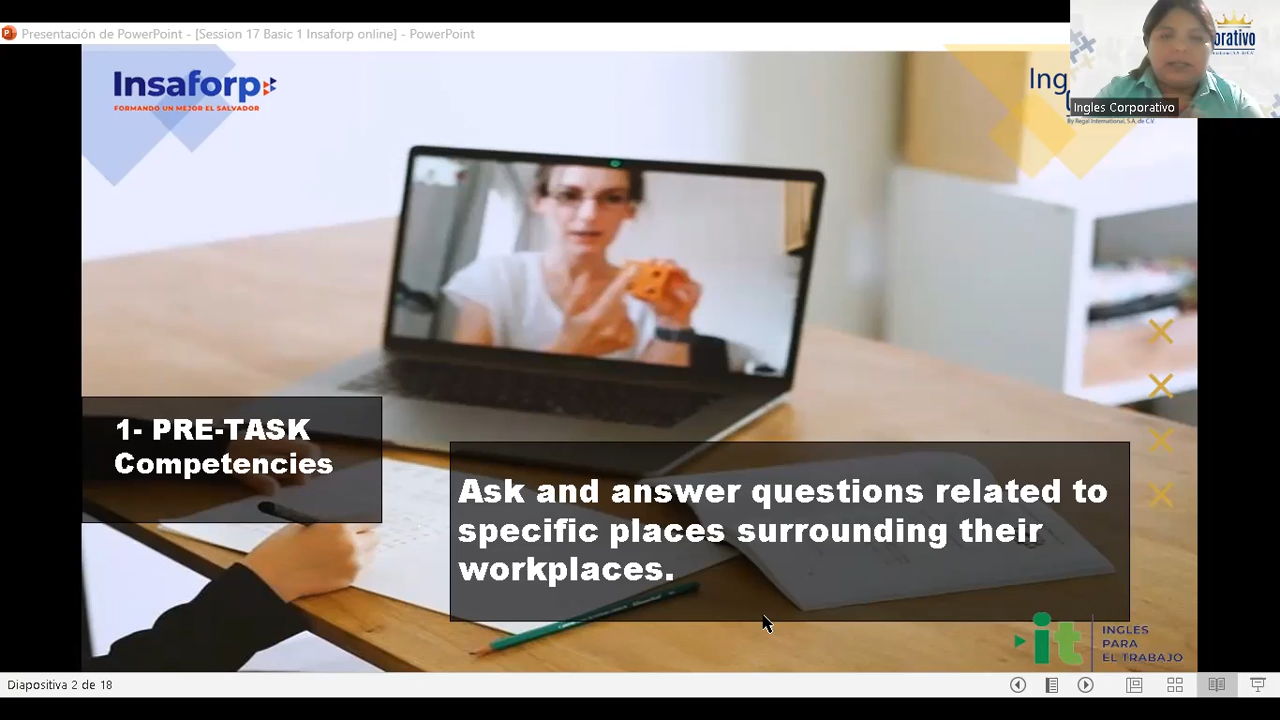 Presentación de PowerPoint - [Session 17 Basic 1 Insaforp online] - PowerPoint
Insaforp
FORMANDO UN MEJOR EL SALVADOR
Ing
orativo
Ingles Corporativo
By Regal International, S.A. de C.V.
1- PRE-TASK
Competencies
Ask and answer questions related to
specific places surrounding their
workplaces.
it
INGLÉS
PARA
EL TRABAJO
Diapositiva 2 de 18